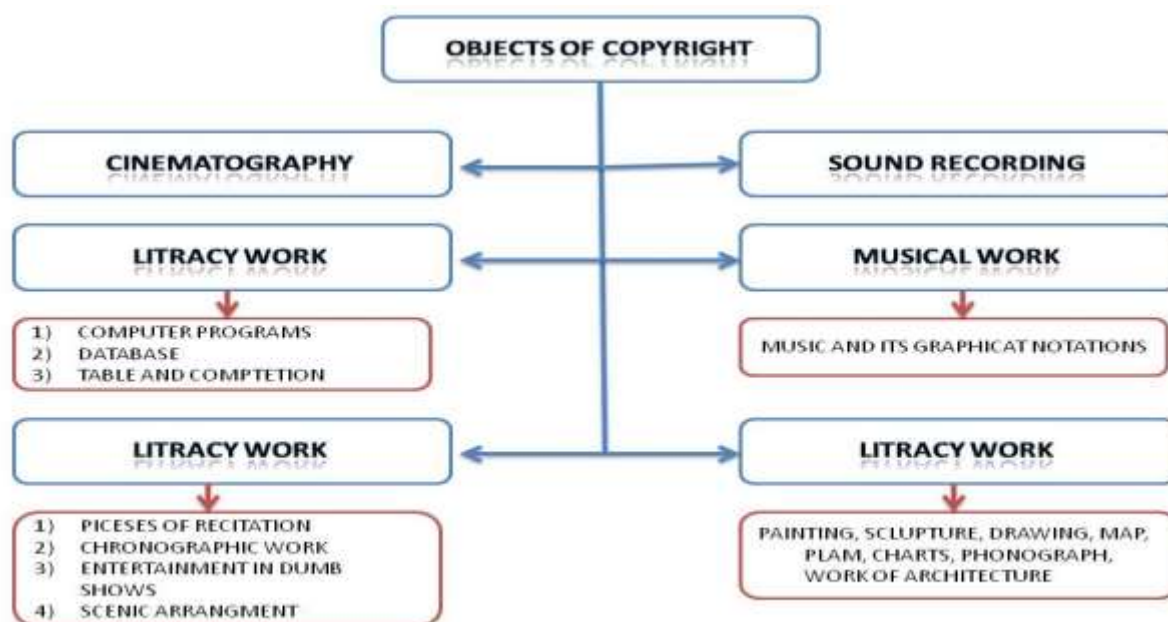 OBJECTS OF COPYRIGHT
CINEMATOGRAPHY
SOUND RECORDING
LITRACY WORK
MUSICAL WORK
1) COMPUTER PROGRAMS
2) DATABASE
3) TABLE AND COMPTETION
MUSIC AND ITS GRAPHICAT NOTATIONS
LITRACY WORK
LITRACY WORK
1) PICESES OF RECITATION
2) CHRONOGRAPHIC WORK
3) ENTERTAINMENT IN DUMB
SHOWS
4) SCENIC ARRANGMENT
PAINTING, SCLUPTURE, DRAWING, MAP,
PLAM, CHARTS, PHONOGRAPH,
WORK OF ARCHITECTURE